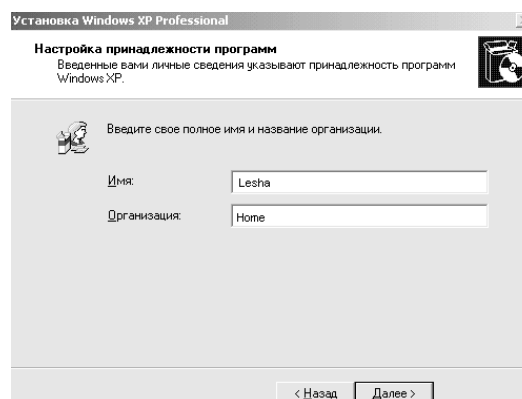 Установка Windows XP Professional
Настройка принадлежности программ
Введенные вами личные сведения указывают принадлежность программ
Windows XP.
Введите свое полное имя и название организации.
Имя:
Lesha
Организация:
Home
< Назад
Далее >